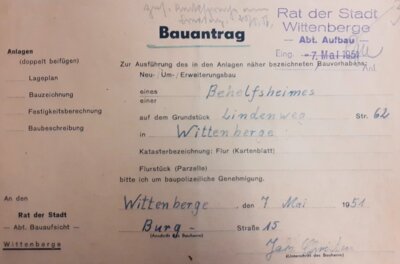 Rat der Stadt
Wittenberge
Bauantrag
— Abt. Aufbau —
Eing. -7. Mai 1951
Anl.
Anlagen
(doppelt beifügen)
Zur Ausführung des in den Anlagen näher bezeichneten Bauvorhabens
Neu- / Um- / Erweiterungsbau
Lageplan
Bauzeichnung
eines
einer
Behelfsheimes
Festigkeitsberechnung
auf dem Grundstück Lindenweg Str. 62
Baubeschreibung
in Wittenberge
Katasterbezeichnung: Flur (Kartenblatt)
Flurstück (Parzelle)
bitte ich um baupolizeiliche Genehmigung.
An den
Wittenberge, den 7 Mai 1951
Rat der Stadt
— Abt. Bauaufsicht —
Burg - Straße 15
(Anschrift des Bauherrn)
Wittenberge
(Unterschrift des Bauherrn)